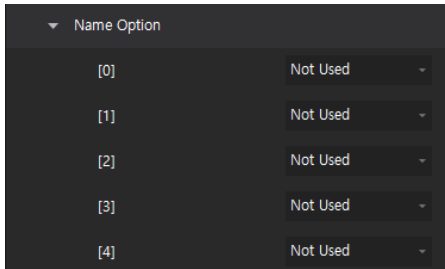 Name Option
[0] Not Used
[1] Not Used
[2] Not Used
[3] Not Used
[4] Not Used